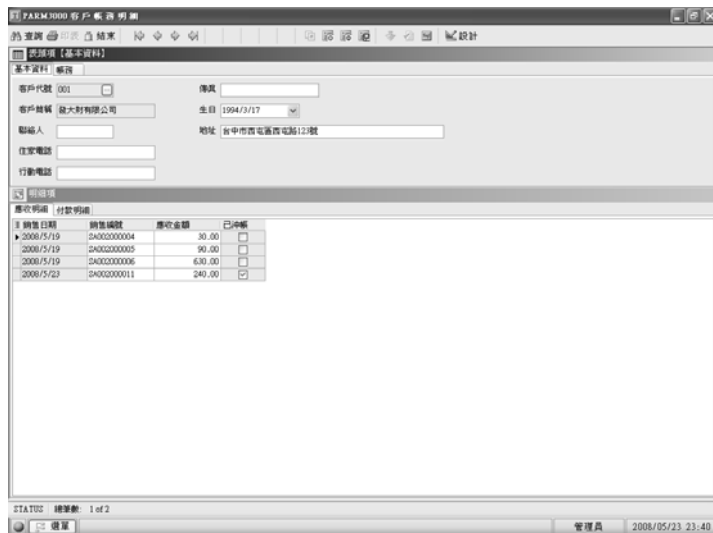 PARM3000 客戶帳務明細
查詢 印表 結束 設計
表頭項【基本資料】
基本資料 帳務
客戶代號 001 傳真
客戶簡稱 發大財有限公司 生日 1994/3/17
聯絡人 地址 台中市西屯區西屯路123號
住家電話
行動電話
明細項
應收明細 付款明細
銷售日期 銷售編號 應收金額 已沖帳
2008/5/19 SA002000004 30.00
2008/5/19 SA002000005 90.00
2008/5/19 SA002000006 630.00
2008/5/23 SA002000011 240.00
STATUS 總筆數: 1 of 2
選單 管理員 2008/05/23 23:40